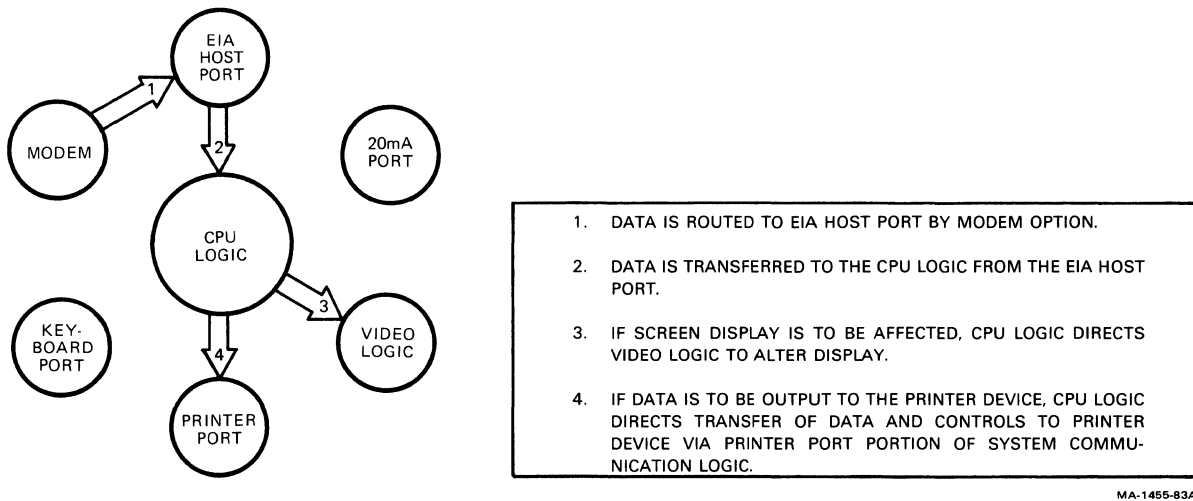 EIA
HOST
PORT
1
MODEM
2
20mA
PORT
CPU
LOGIC
3
KEY-
BOARD
PORT
VIDEO
LOGIC
4
PRINTER
PORT
1. DATA IS ROUTED TO EIA HOST PORT BY MODEM OPTION.
2. DATA IS TRANSFERRED TO THE CPU LOGIC FROM THE EIA HOST
PORT.
3. IF SCREEN DISPLAY IS TO BE AFFECTED, CPU LOGIC DIRECTS
VIDEO LOGIC TO ALTER DISPLAY.
4. IF DATA IS TO BE OUTPUT TO THE PRINTER DEVICE, CPU LOGIC
DIRECTS TRANSFER OF DATA AND CONTROLS TO PRINTER
DEVICE VIA PRINTER PORT PORTION OF SYSTEM COMMU-
NICATION LOGIC.
MA-1455-83A